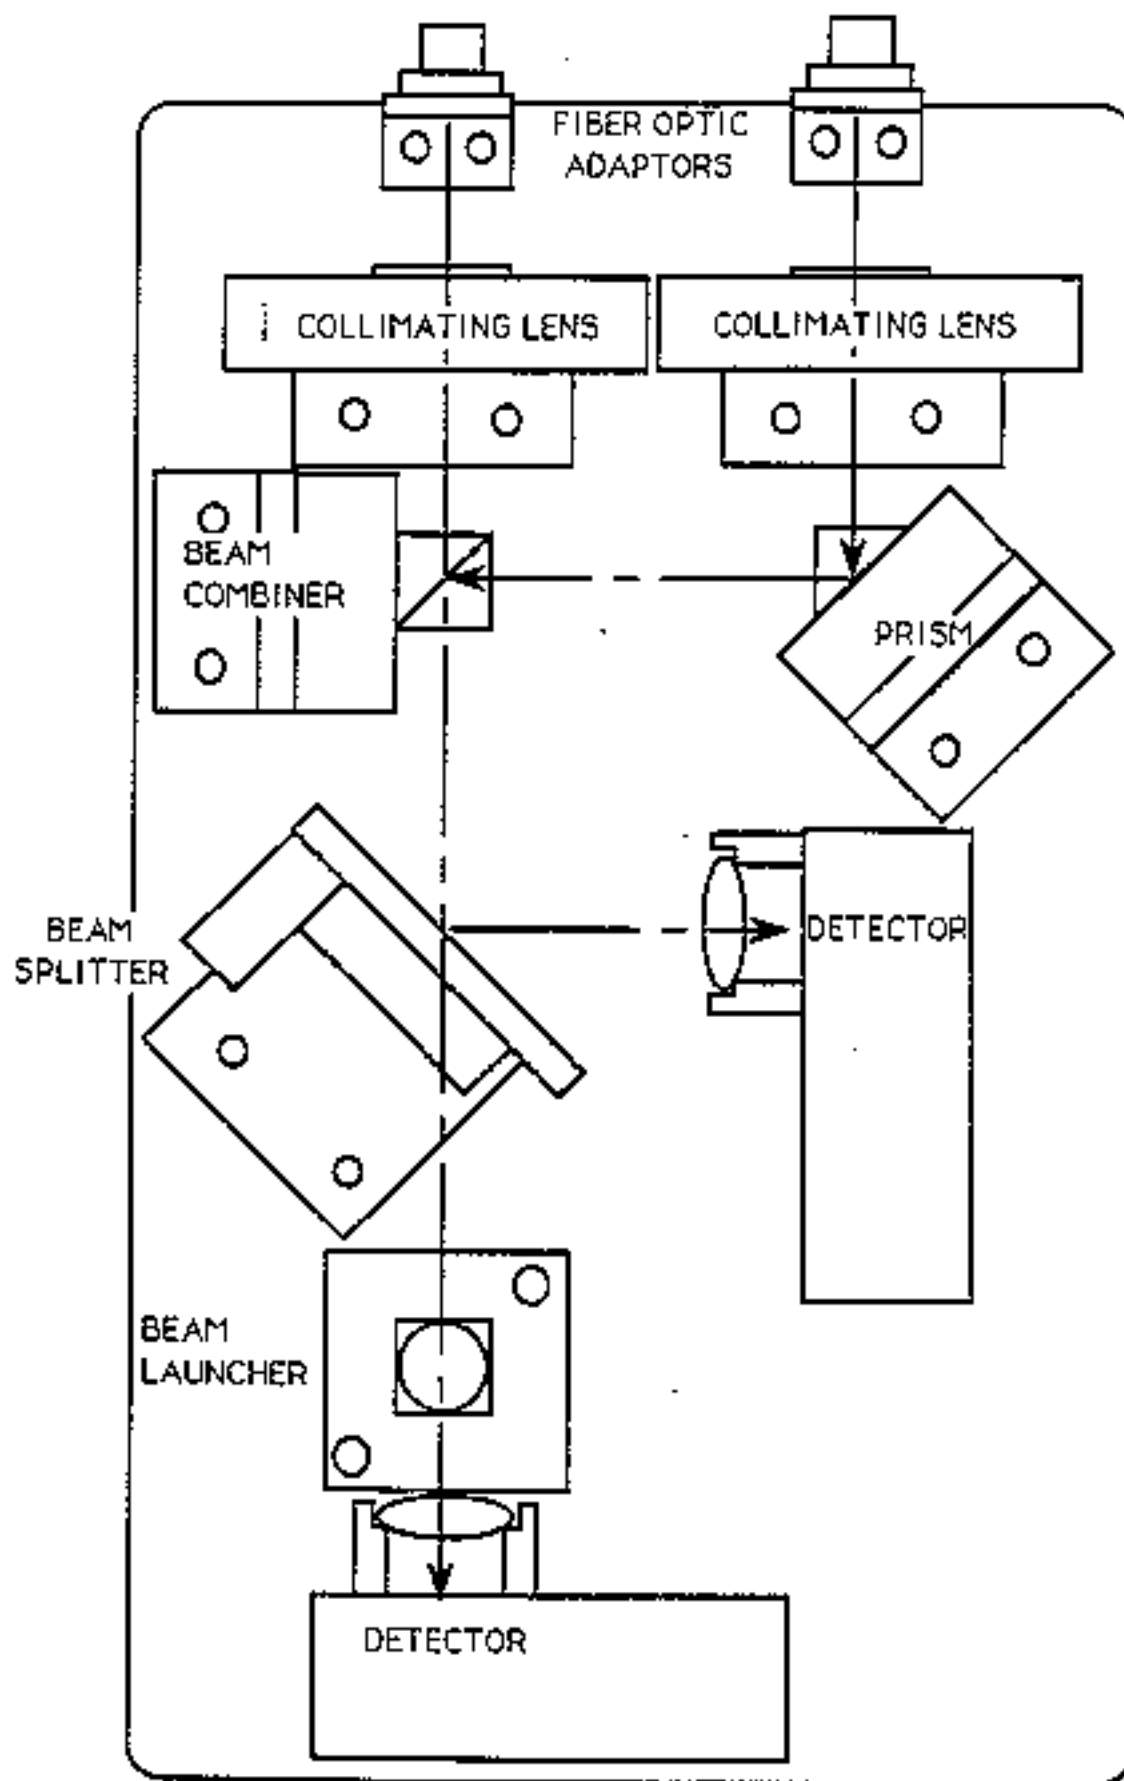 FIBER OPTIC
ADAPTORS
COLLIMATING LENS
COLLIMATING LENS
BEAM
COMBINER
PRISM
BEAM
SPLITTER
DETECTOR
BEAM
LAUNCHER
DETECTOR